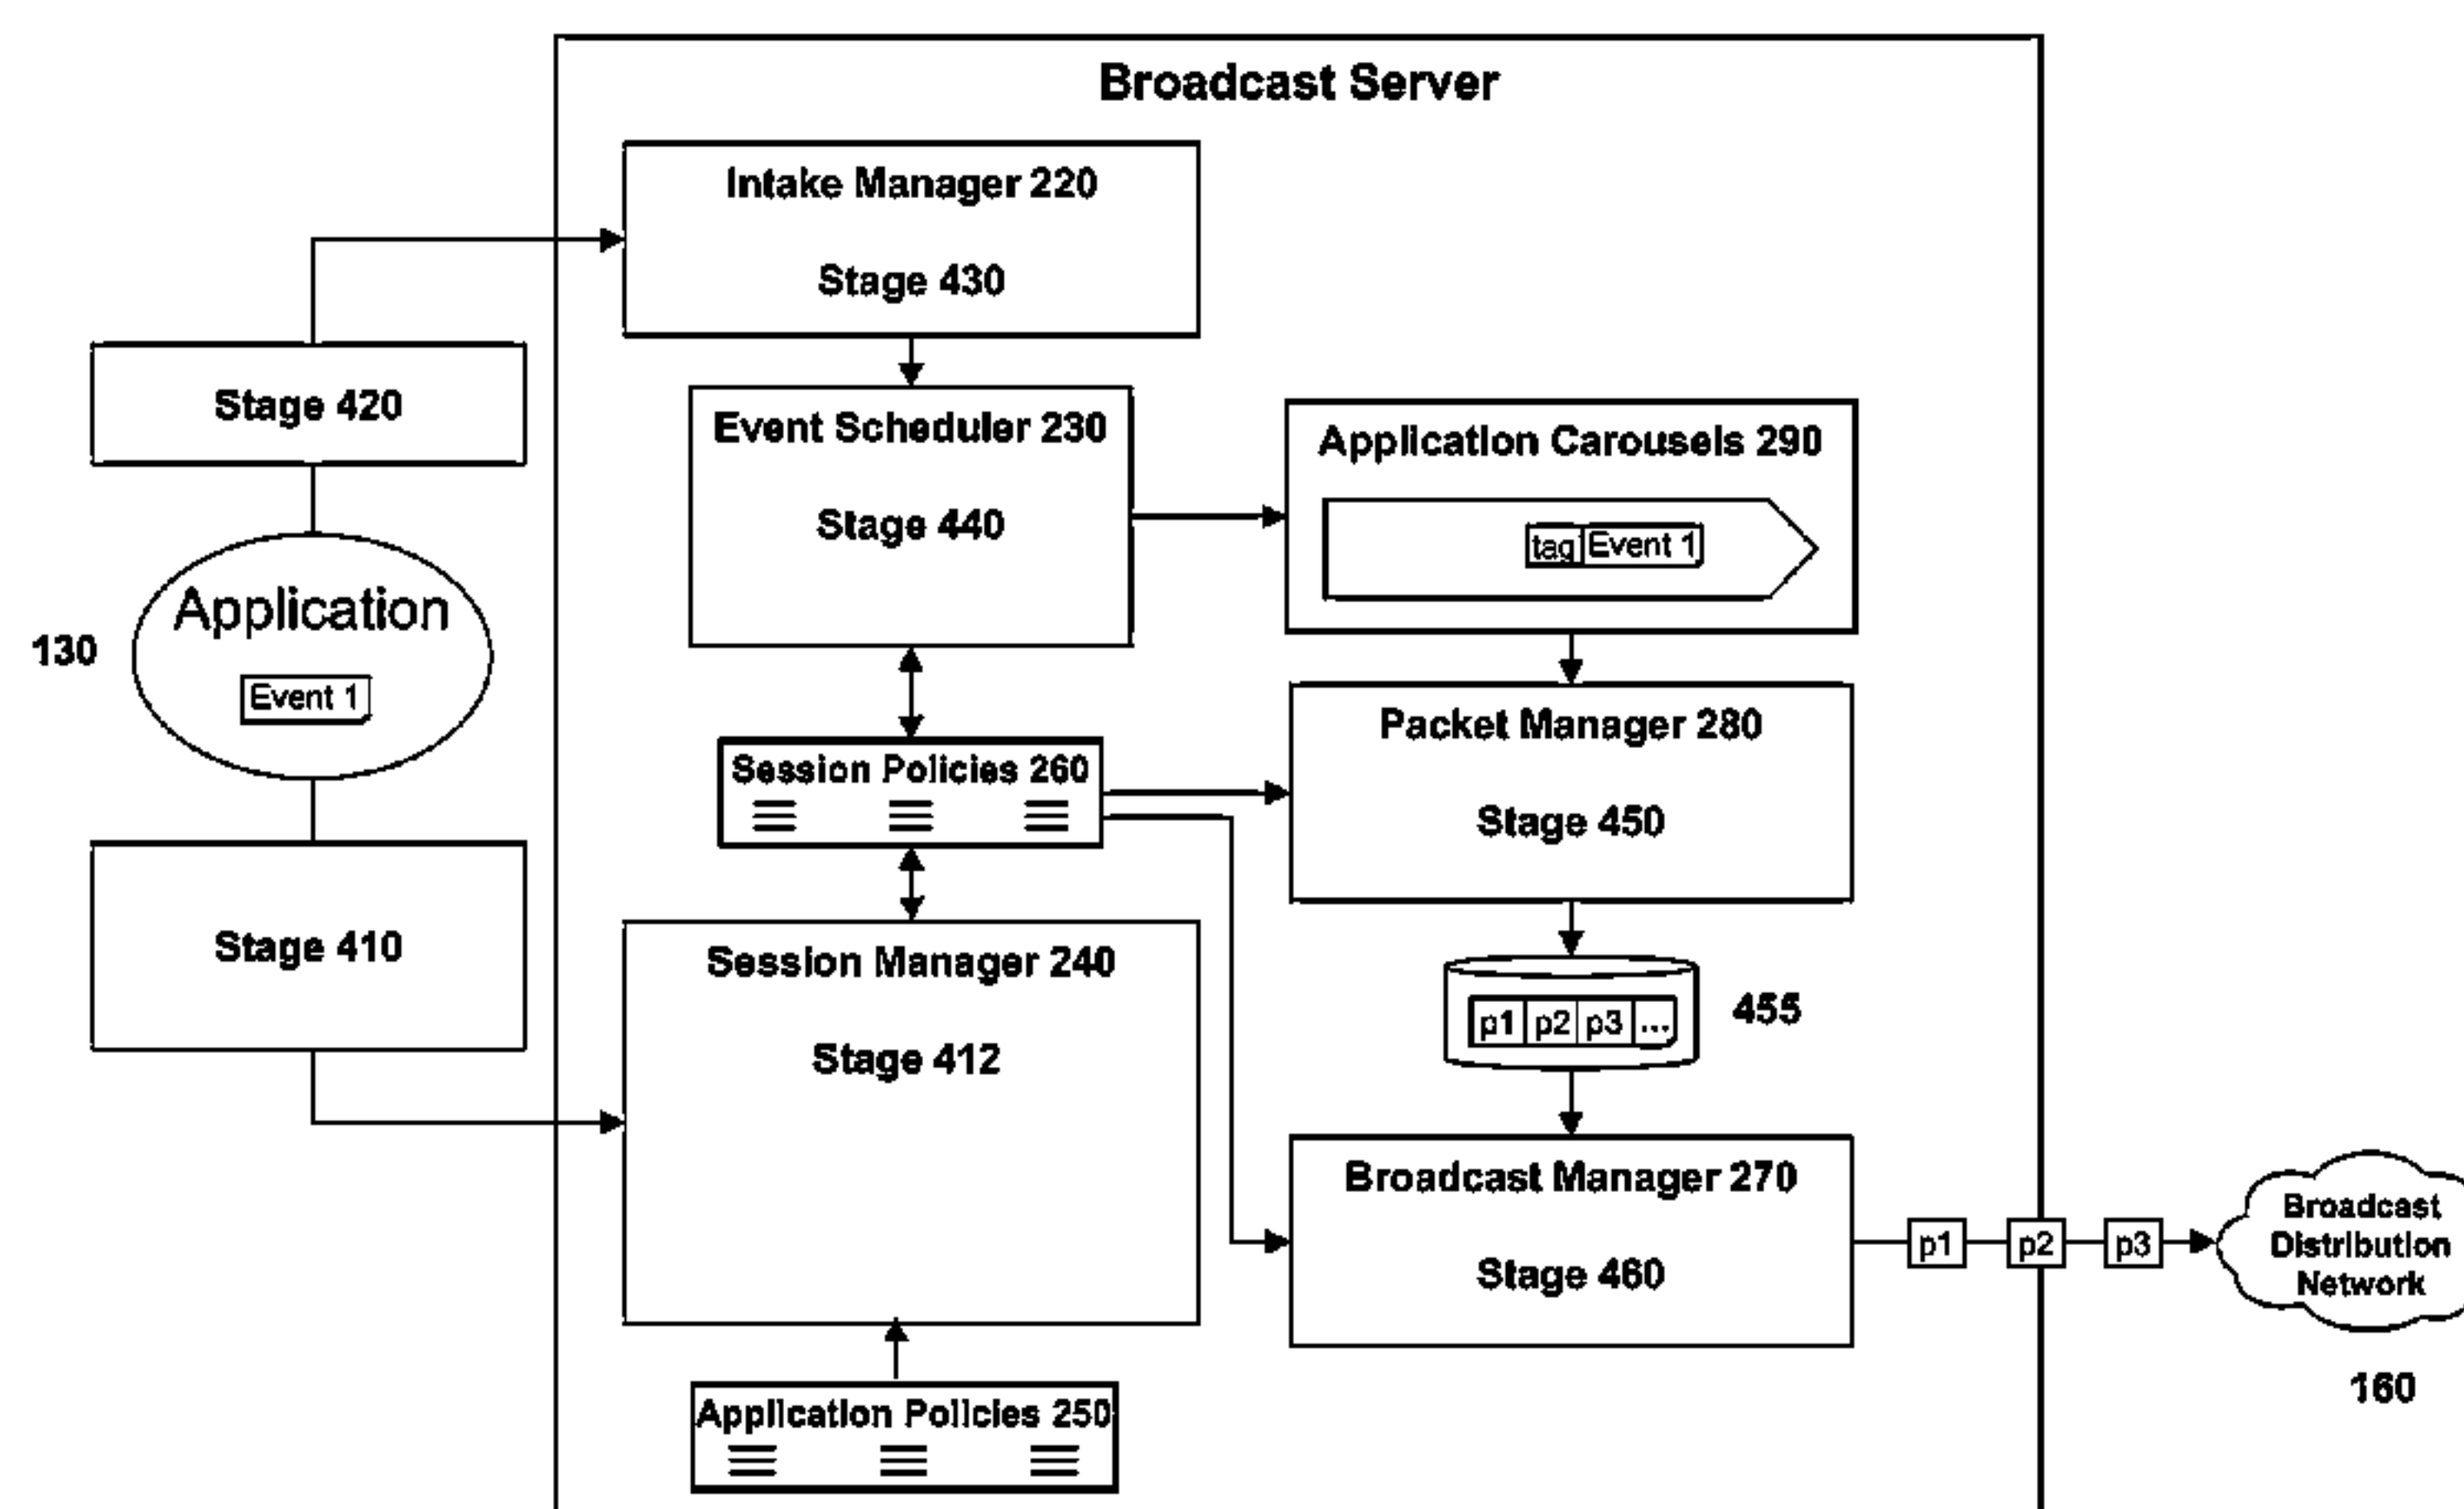 Broadcast Server
Intake Manager 220
Stage 430
Stage 420
Event Scheduler 230
Stage 440
Application Carousels 290
tag Event 1
130
Application
Event 1
Session Policies 260
Packet Manager 280
Stage 450
Stage 410
Session Manager 240
Stage 412
p1 p2 p3 ...
455
Broadcast Manager 270
Stage 460
p1 p2 p3
Broadcast
Distribution
Network
160
Application Policies 250